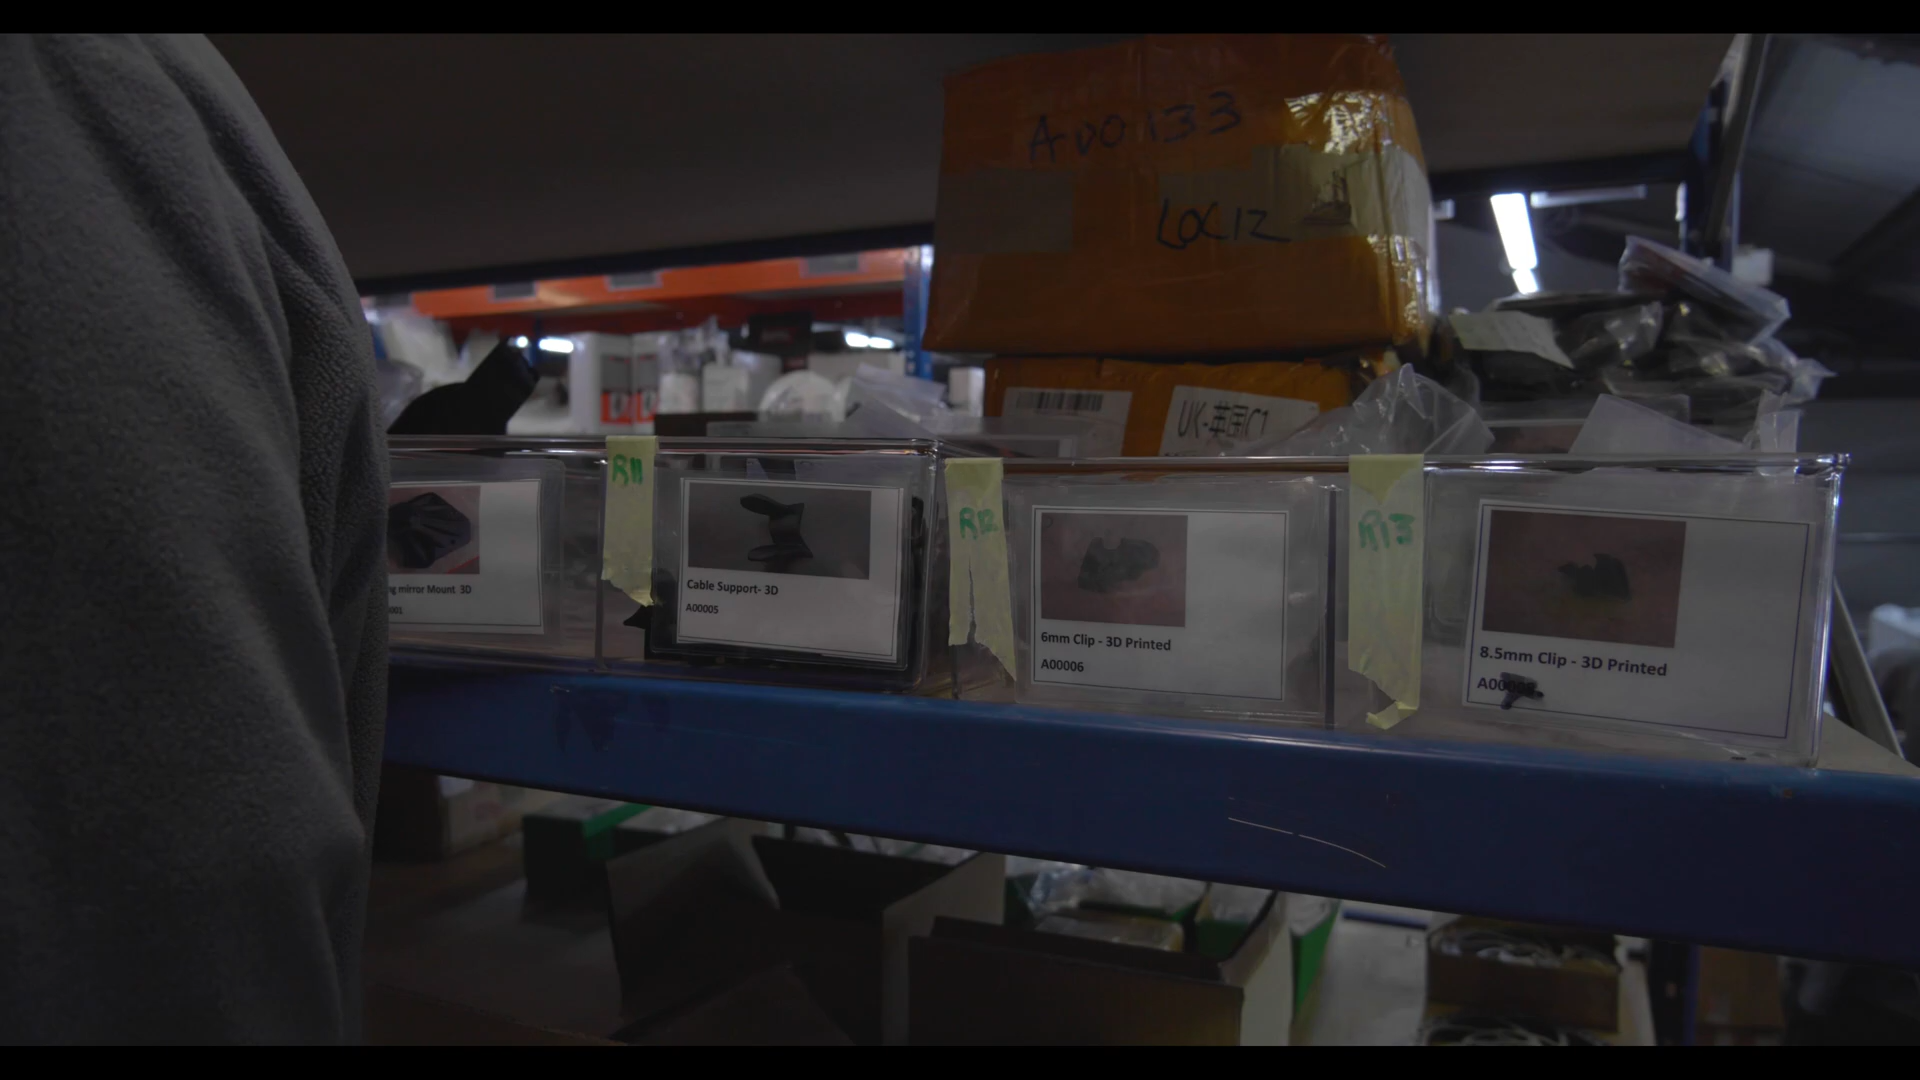 A00133
LOC12
UK-英国C1
R11
R12
R13
ng mirror Mount 3D
Cable Support- 3D
A00005
6mm Clip - 3D Printed
A00006
8.5mm Clip - 3D Printed